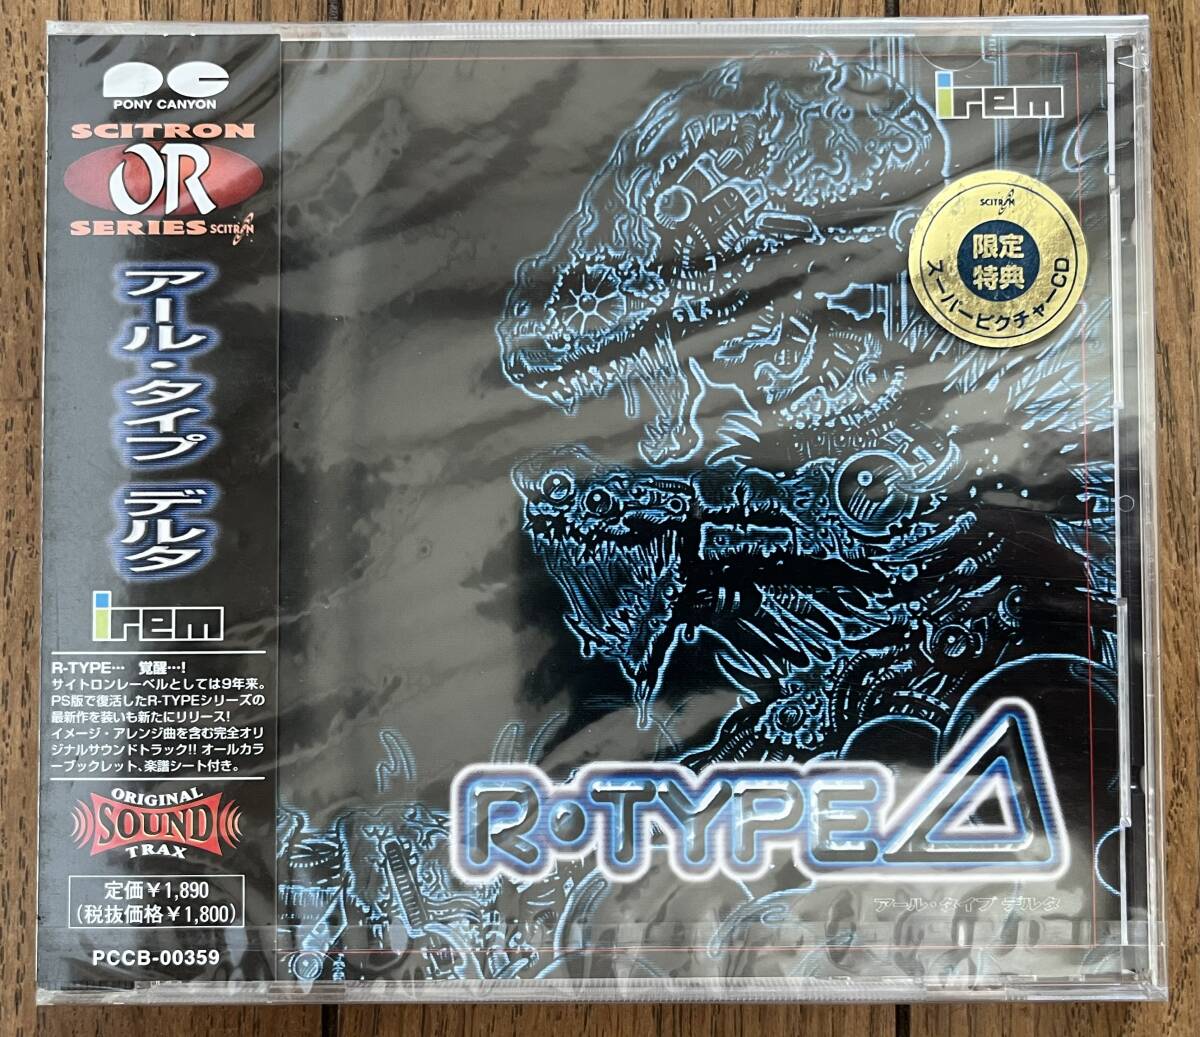 PONY CANYON
SCITRON
OR
SERIES SCITRON
アール・タイプ デルタ
irem
R-TYPE… 覚醒…!
サイトロンレーベルとしては9年来。
PS版で復活したR-TYPEシリーズの
最新作を装いも新たにリリース!
イメージ・アレンジ曲を含む完全オリ
ジナルサウンドトラック!! オールカラ
ーブックレット、楽譜シート付き。
ORIGINAL
SOUND
TRAX
定価¥1,890
(税抜価格¥1,800)
PCCB-00359
irem
SCITRON
限定
特典
スーパーピクチャーCD
R・TYPE Δ
アール・タイプ デルタ